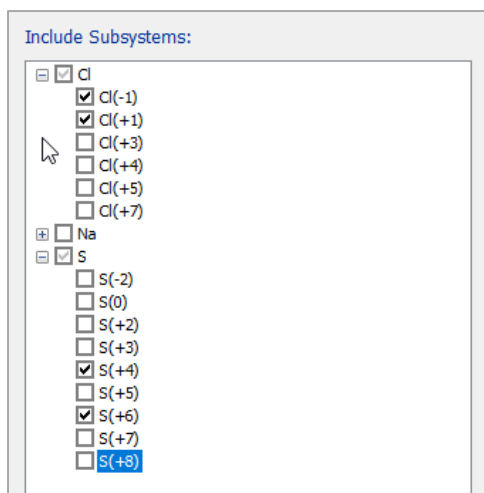 Include Subsystems:
Cl
Cl(-1)
Cl(+1)
Cl(+3)
Cl(+4)
Cl(+5)
Cl(+7)
Na
S
S(-2)
S(0)
S(+2)
S(+3)
S(+4)
S(+5)
S(+6)
S(+7)
S(+8)